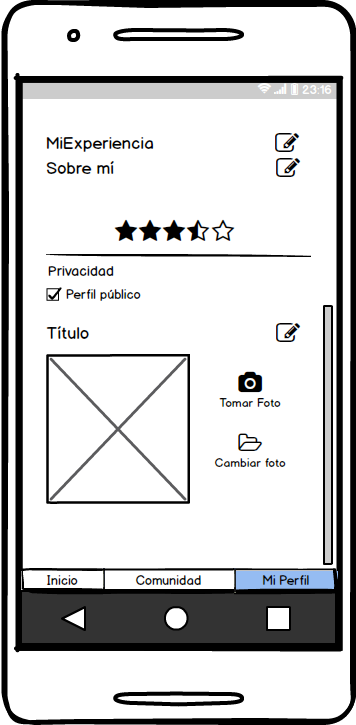 23:16
MiExperiencia
Sobre mí
Privacidad
Perfil público
Título
Tomar Foto
Cambiar foto
Inicio Comunidad Mi Perfil